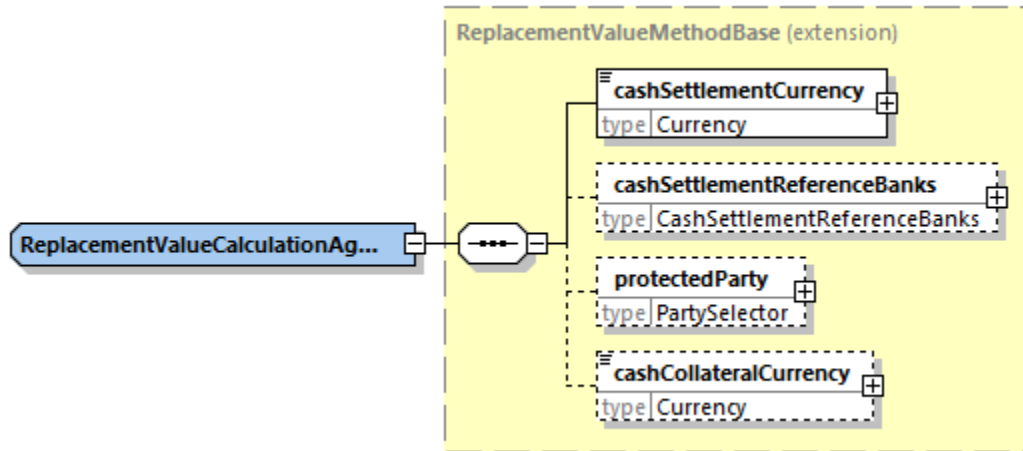 ReplacementValueMethodBase (extension)
cashSettlementCurrency
type Currency
cashSettlementReferenceBanks
type CashSettlementReferenceBanks
ReplacementValueCalculationAg...
protectedParty
type PartySelector
cashCollateralCurrency
type Currency